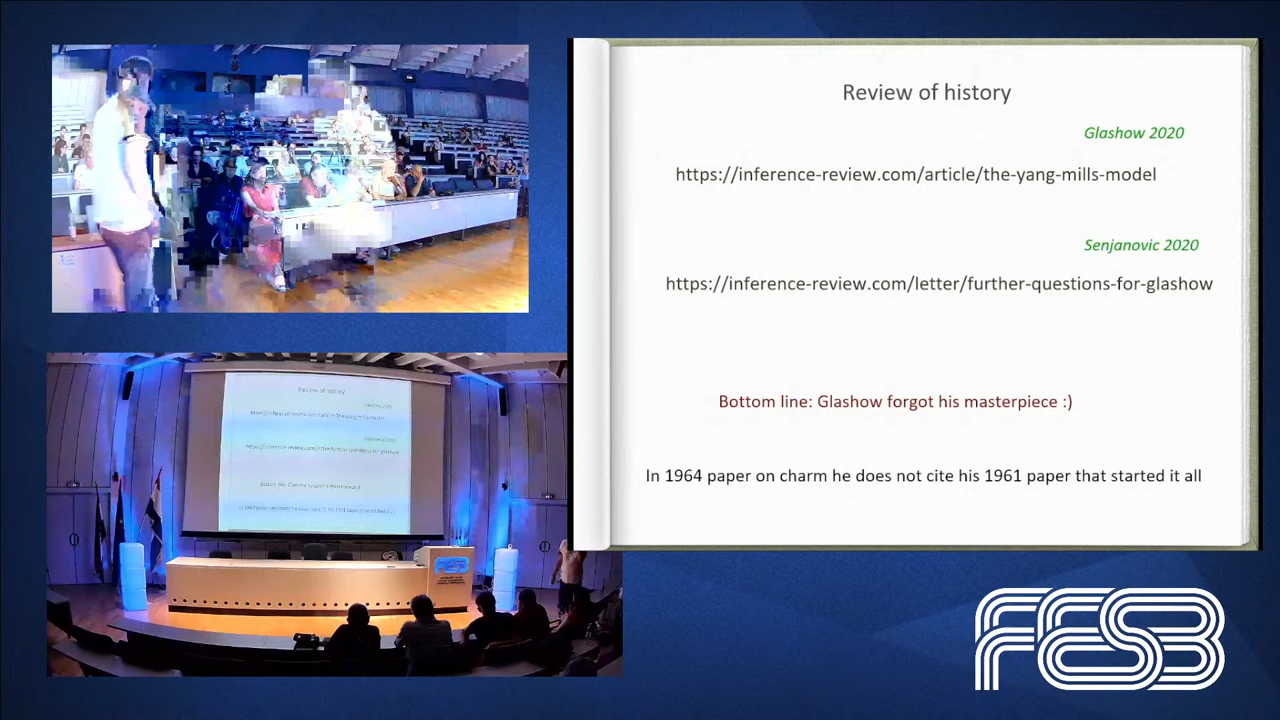 Review of history
Glashow 2020
https://inference-review.com/article/the-yang-mills-model
Senjanovic 2020
https://inference-review.com/letter/further-questions-for-glashow
Bottom line: Glashow forgot his masterpiece :)
In 1964 paper on charm he does not cite his 1961 paper that started it all
FESB